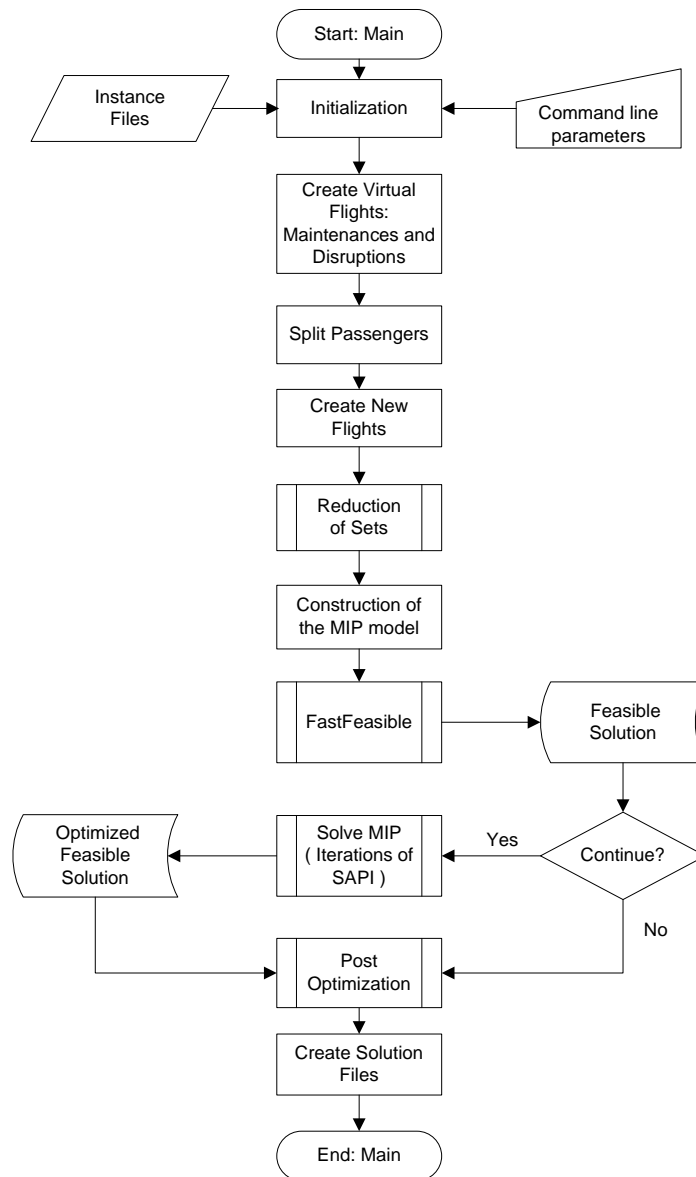 Start: Main
Instance
Files
Initialization
Command line
parameters
Create Virtual
Flights:
Maintenances and
Disruptions
Split Passengers
Create New
Flights
Reduction
of Sets
Construction of
the MIP model
FastFeasible
Feasible
Solution
Optimized
Feasible
Solution
Solve MIP
( Iterations of
SAPI )
Yes
Continue?
No
Post
Optimization
Create Solution
Files
End: Main